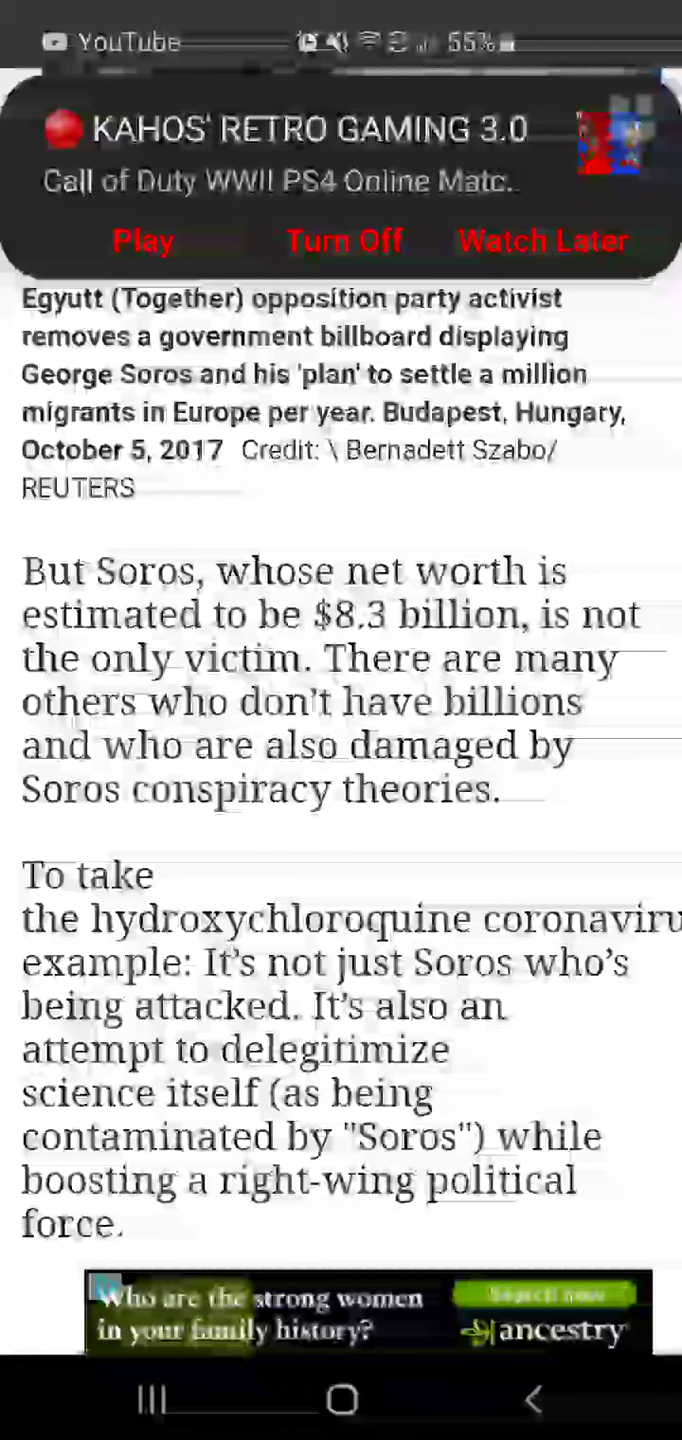 YouTube 55%
KAHOS' RETRO GAMING 3.0
Call of Duty WWII PS4 Online Matc..
Play Turn Off Watch Later
Egyutt (Together) opposition party activist
removes a government billboard displaying
George Soros and his 'plan' to settle a million
migrants in Europe per year. Budapest, Hungary,
October 5, 2017 Credit: \ Bernadett Szabo/
REUTERS
But Soros, whose net worth is
estimated to be $8.3 billion, is not
the only victim. There are many
others who don't have billions
and who are also damaged by
Soros conspiracy theories.
To take
the hydroxychloroquine coronaviru
example: It's not just Soros who's
being attacked. It's also an
attempt to delegitimize
science itself (as being
contaminated by "Soros") while
boosting a right-wing political
force.
Who are the strong women
in your family history?
Search now
ancestry